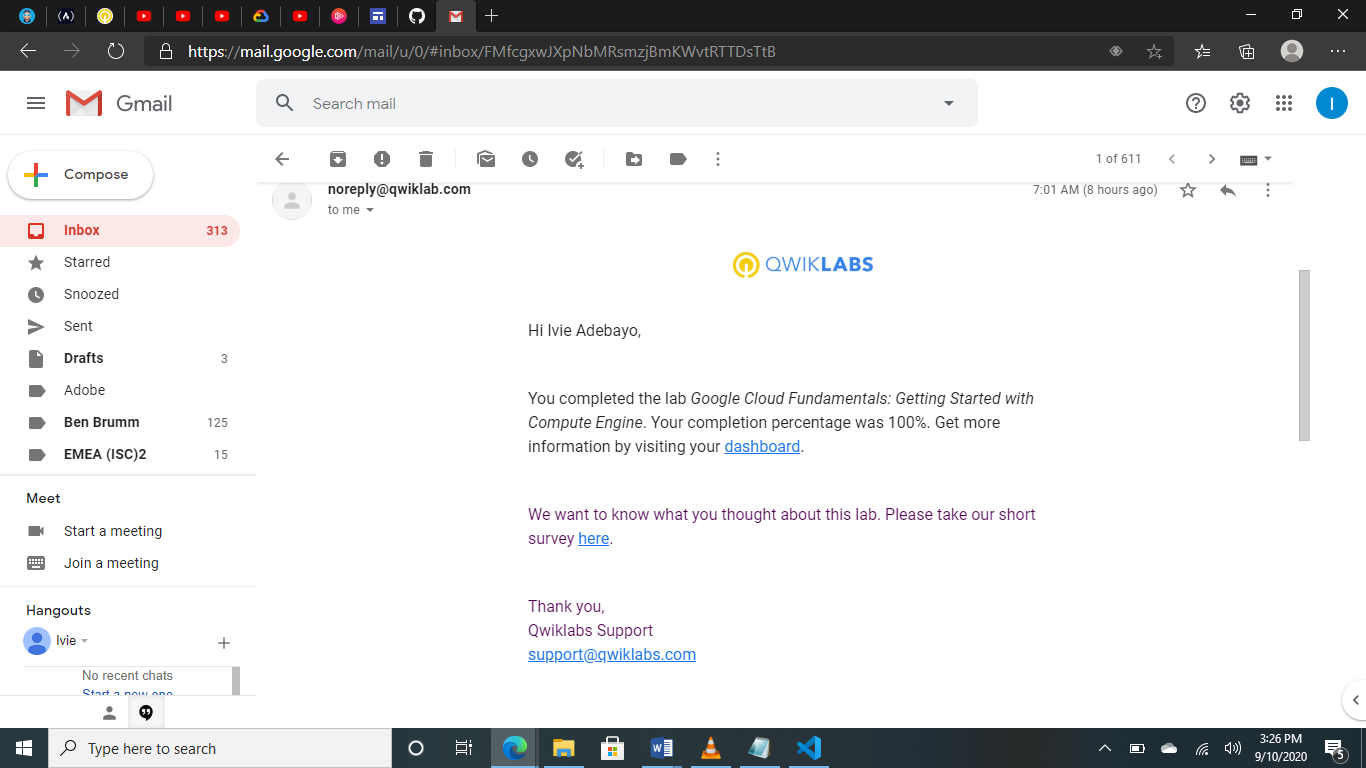 https://mail.google.com/mail/u/0/#inbox/FMfcgxwJXpNbMRsmzjBmKWvtRTTDsTtB
Gmail
Search mail
I
Compose
1 of 611
noreply@qwiklab.com
7:01 AM (8 hours ago)
to me
Inbox 313
Starred
Snoozed
Sent
Drafts 3
Adobe
Ben Brumm 125
EMEA (ISC)2 15
Meet
Start a meeting
Join a meeting
Hangouts
Ivie
No recent chats
Start a new one
QWIKLABS
Hi Ivie Adebayo,
You completed the lab Google Cloud Fundamentals: Getting Started with
Compute Engine. Your completion percentage was 100%. Get more
information by visiting your dashboard.
We want to know what you thought about this lab. Please take our short
survey here.
Thank you,
Qwiklabs Support
support@qwiklabs.com
Type here to search
3:26 PM
9/10/2020
5